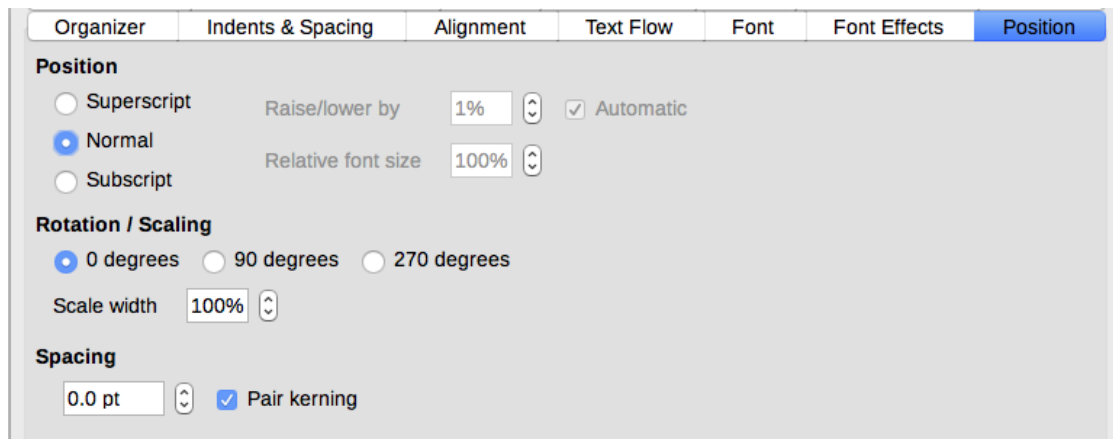 Organizer Indents & Spacing Alignment Text Flow Font Font Effects Position
Position
Superscript Raise/lower by 1% Automatic
Normal
Relative font size 100%
Subscript
Rotation / Scaling
0 degrees 90 degrees 270 degrees
Scale width 100%
Spacing
0.0 pt Pair kerning